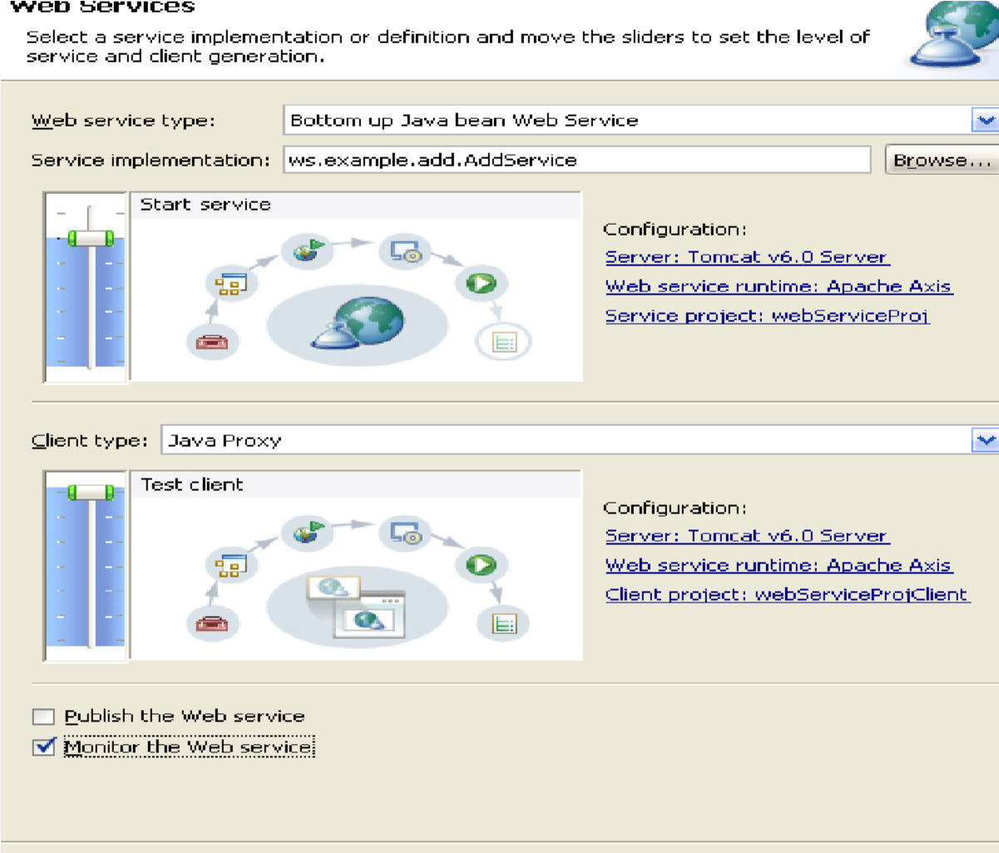 Web Services
Select a service implementation or definition and move the sliders to set the level of
service and client generation.
Web service type:
Bottom up Java bean Web Service
Service implementation:
ws.example.add.AddService
Browse...
Start service
Configuration:
Server: Tomcat v6.0 Server
Web service runtime: Apache Axis
Service project: webServiceProj
Client type:
Java Proxy
Test client
Configuration:
Server: Tomcat v6.0 Server
Web service runtime: Apache Axis
Client project: webServiceProjClient
Publish the Web service
Monitor the Web service